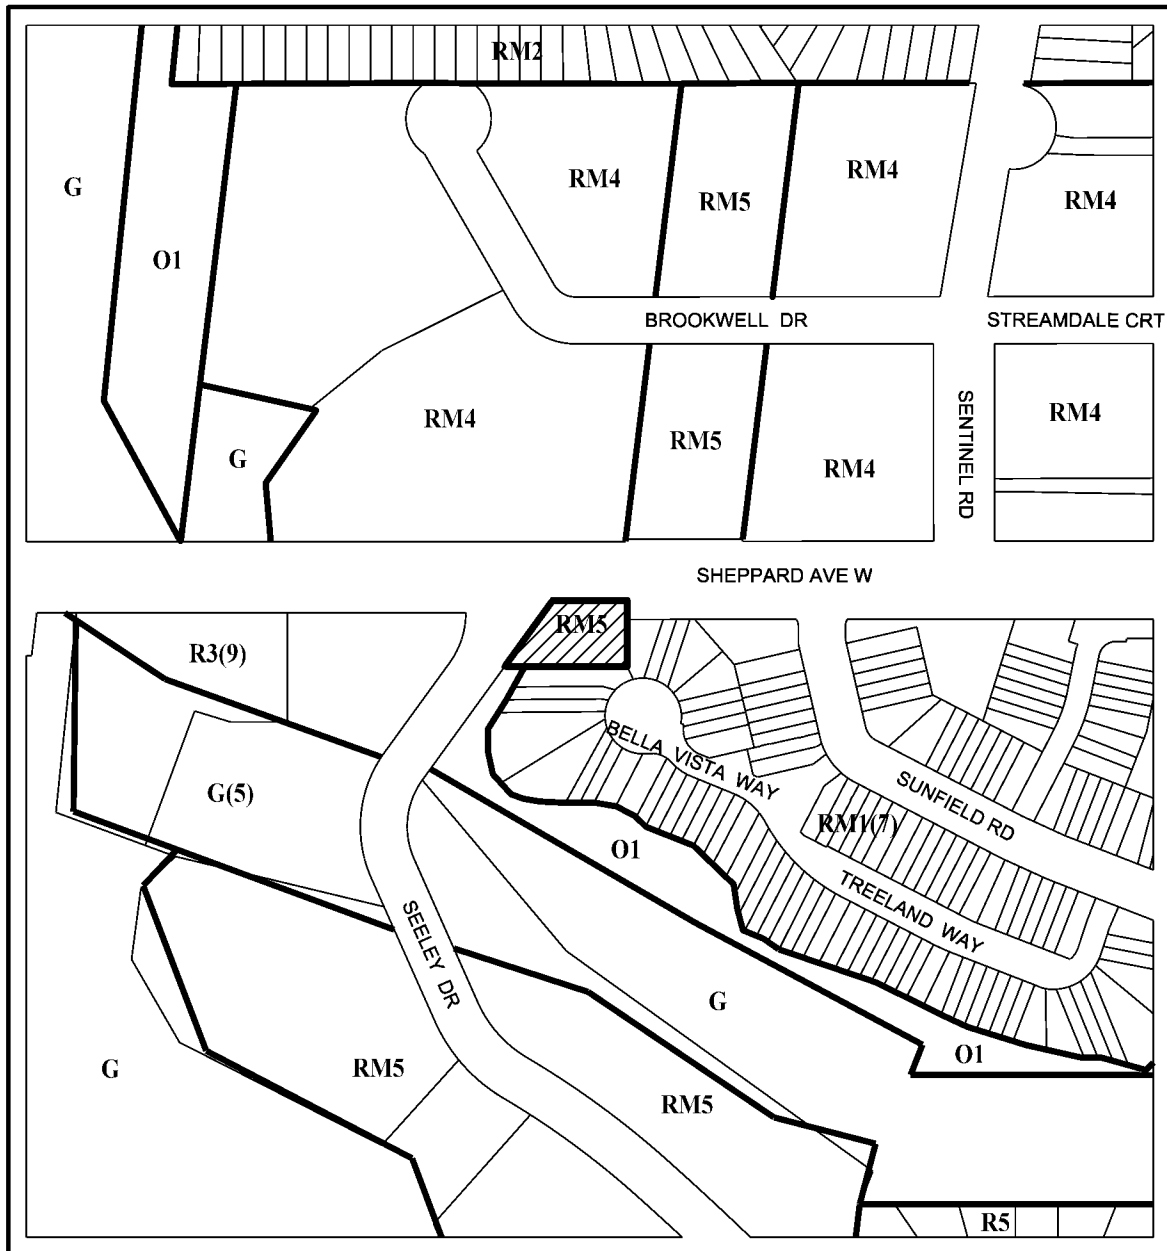 RM2
G
RM4
RM4
RM5
RM4
O1
BROOKWELL DR
STREAMDALE CRT
SENTINEL RD
RM4
RM4
RM5
G
RM4
SHEPPARD AVE W
RM5
R3(9)
BELLA VISTA WAY
SUNFIELD RD
G(5)
RM1(7)
O1
TREELAND WAY
SEELEY DR
G
O1
G
RM5
RM5
R5